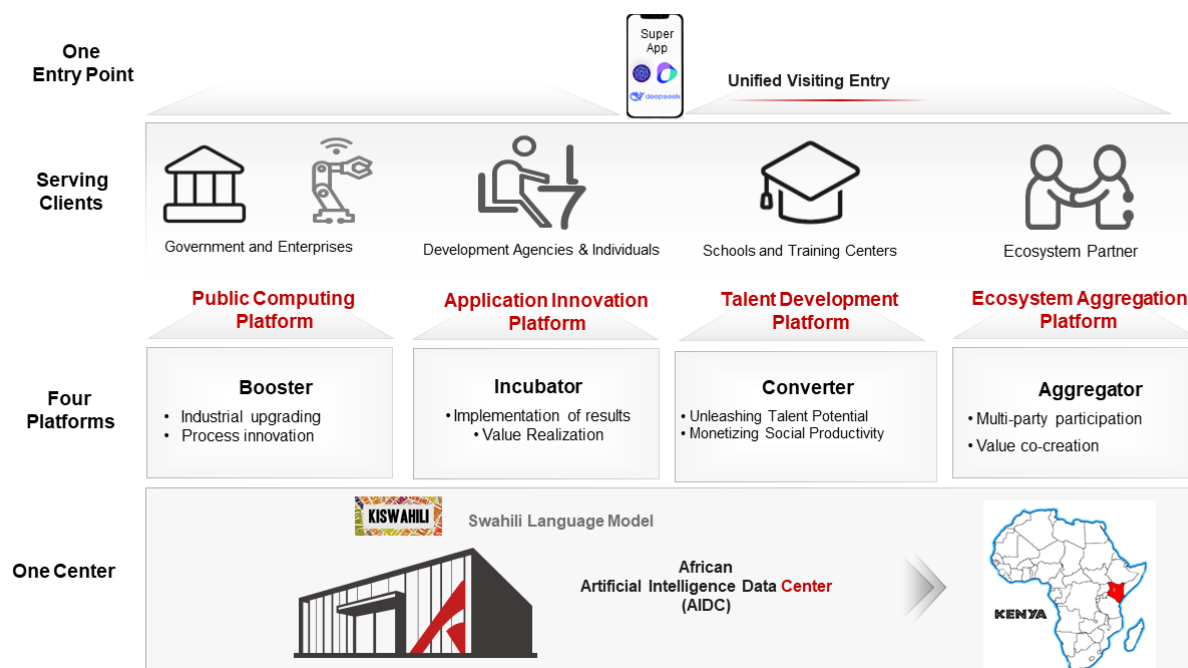 One
Entry Point
Super
App
deepseek
Unified Visiting Entry
Serving
Clients
Government and Enterprises
Development Agencies & Individuals
Schools and Training Centers
Ecosystem Partner
Public Computing
Platform
Application Innovation
Platform
Talent Development
Platform
Ecosystem Aggregation
Platform
Four
Platforms
Booster
• Industrial upgrading
• Process innovation
Incubator
• Implementation of results
• Value Realization
Converter
• Unleashing Talent Potential
• Monetizing Social Productivity
Aggregator
• Multi-party participation
• Value co-creation
One Center
KISWAHILI
Swahili Language Model
African
Artificial Intelligence Data Center
(AIDC)
KENYA